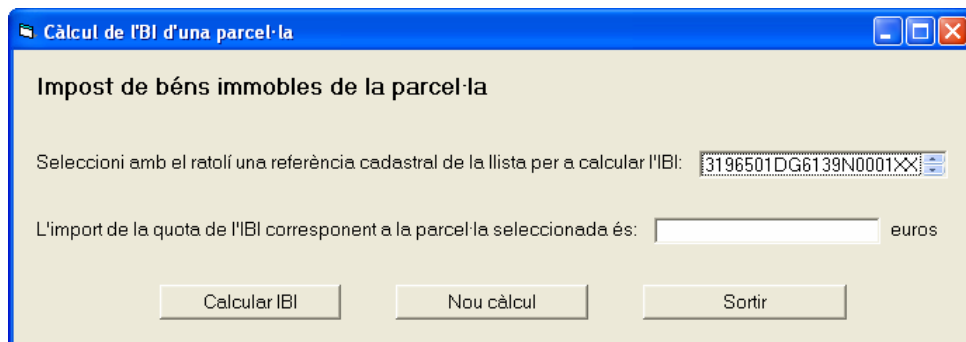 Càlcul de l'BI d'una parcel·la
Impost de béns immobles de la parcel·la
Seleccioni amb el ratolí una referència cadastral de la llista per a calcular l'IBI: 3196501DG6139N0001XX
L'import de la quota de l'IBI corresponent a la parcel·la seleccionada és: euros
Calcular IBI Nou càlcul Sortir